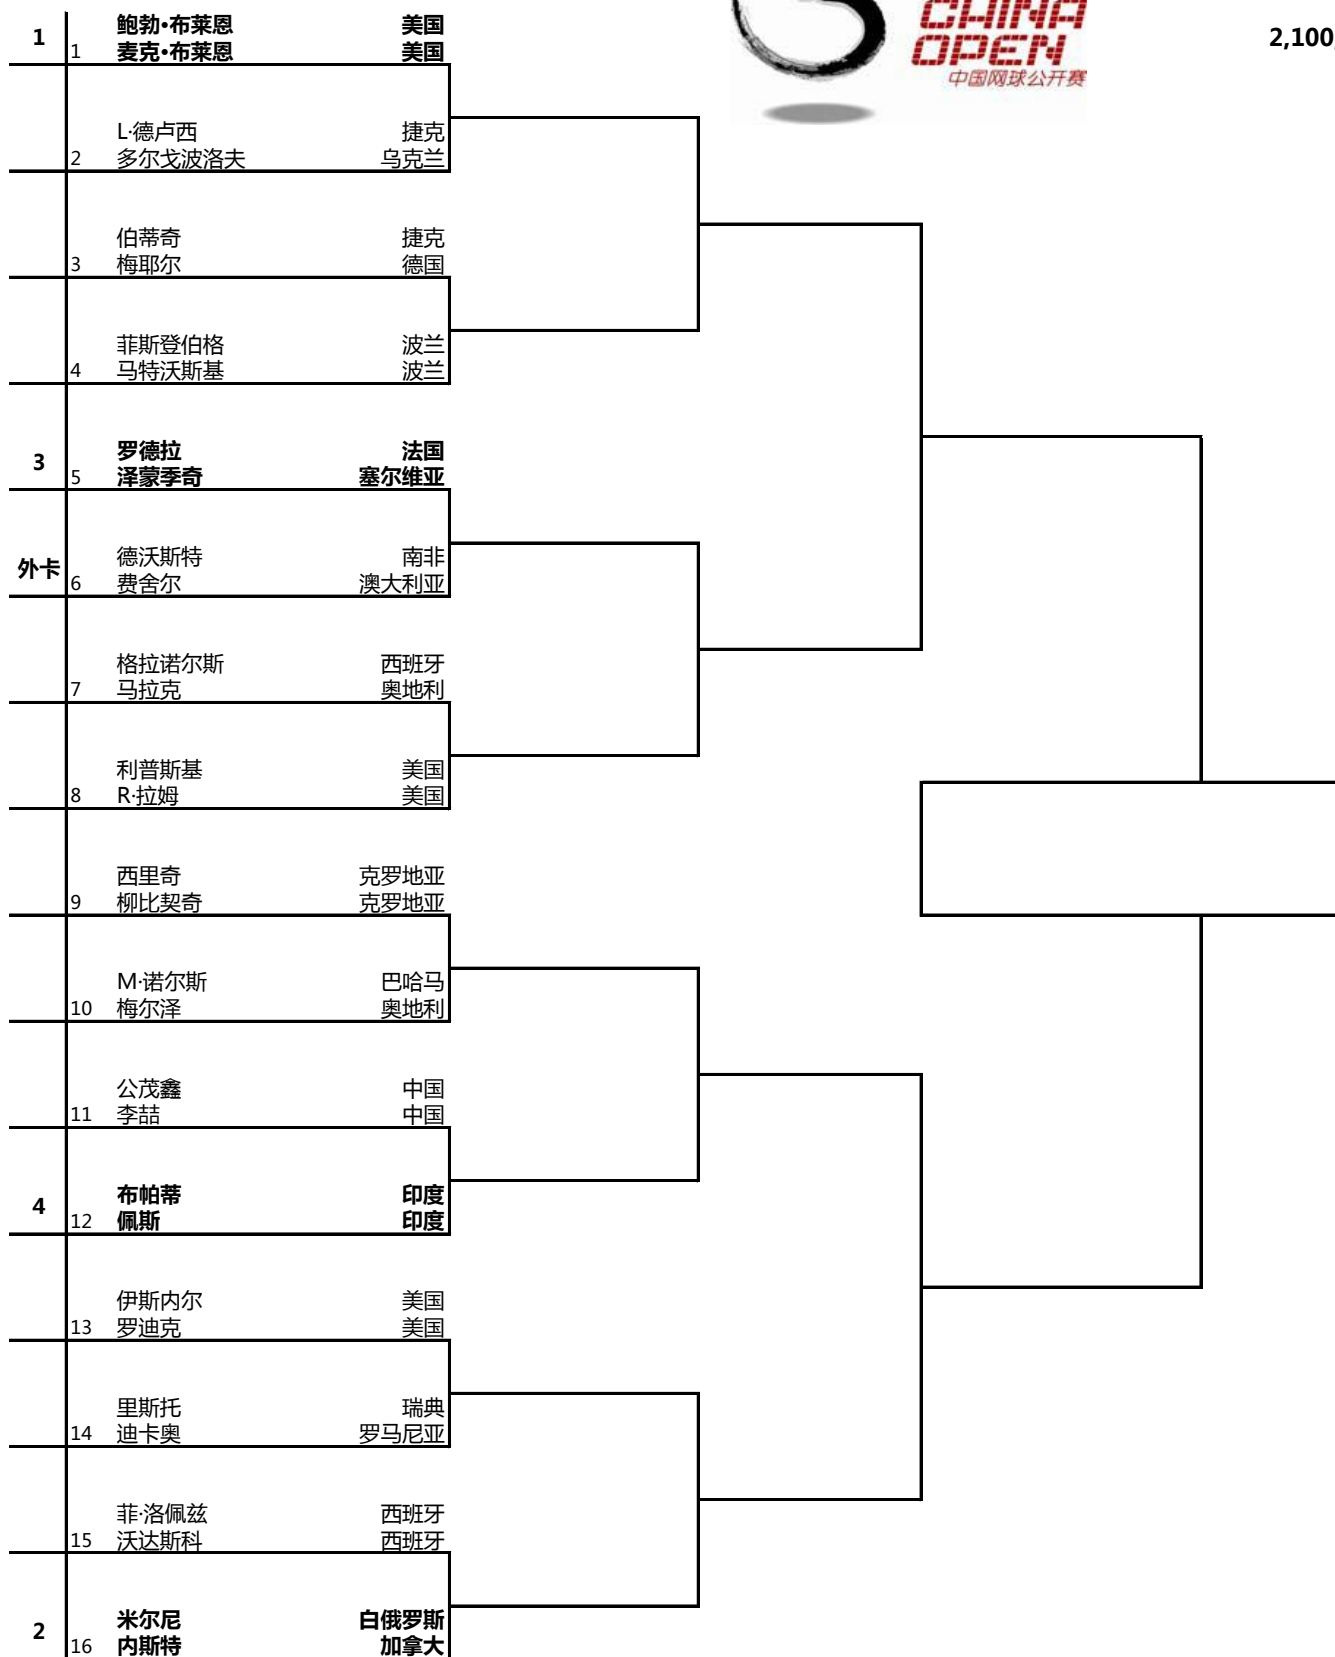 CHINA
OPEN
中国网球公开赛
2,100,
1 1 鲍勃•布莱恩 美国
麦克•布莱恩 美国
L·德卢西 捷克
2 多尔戈波洛夫 乌克兰
伯蒂奇 捷克
3 梅耶尔 德国
菲斯登伯格 波兰
4 马特沃斯基 波兰
3 罗德拉 法国
5 泽蒙季奇 塞尔维亚
外卡 德沃斯特 南非
6 费舍尔 澳大利亚
格拉诺尔斯 西班牙
7 马拉克 奥地利
利普斯基 美国
8 R·拉姆 美国
西里奇 克罗地亚
9 柳比契奇 克罗地亚
M·诺尔斯 巴哈马
10 梅尔泽 奥地利
公茂鑫 中国
11 李喆 中国
4 布帕蒂 印度
12 佩斯 印度
伊斯内尔 美国
13 罗迪克 美国
里斯托 瑞典
14 迪卡奥 罗马尼亚
菲·洛佩兹 西班牙
15 沃达斯科 西班牙
2 米尔尼 白俄罗斯
16 内斯特 加拿大